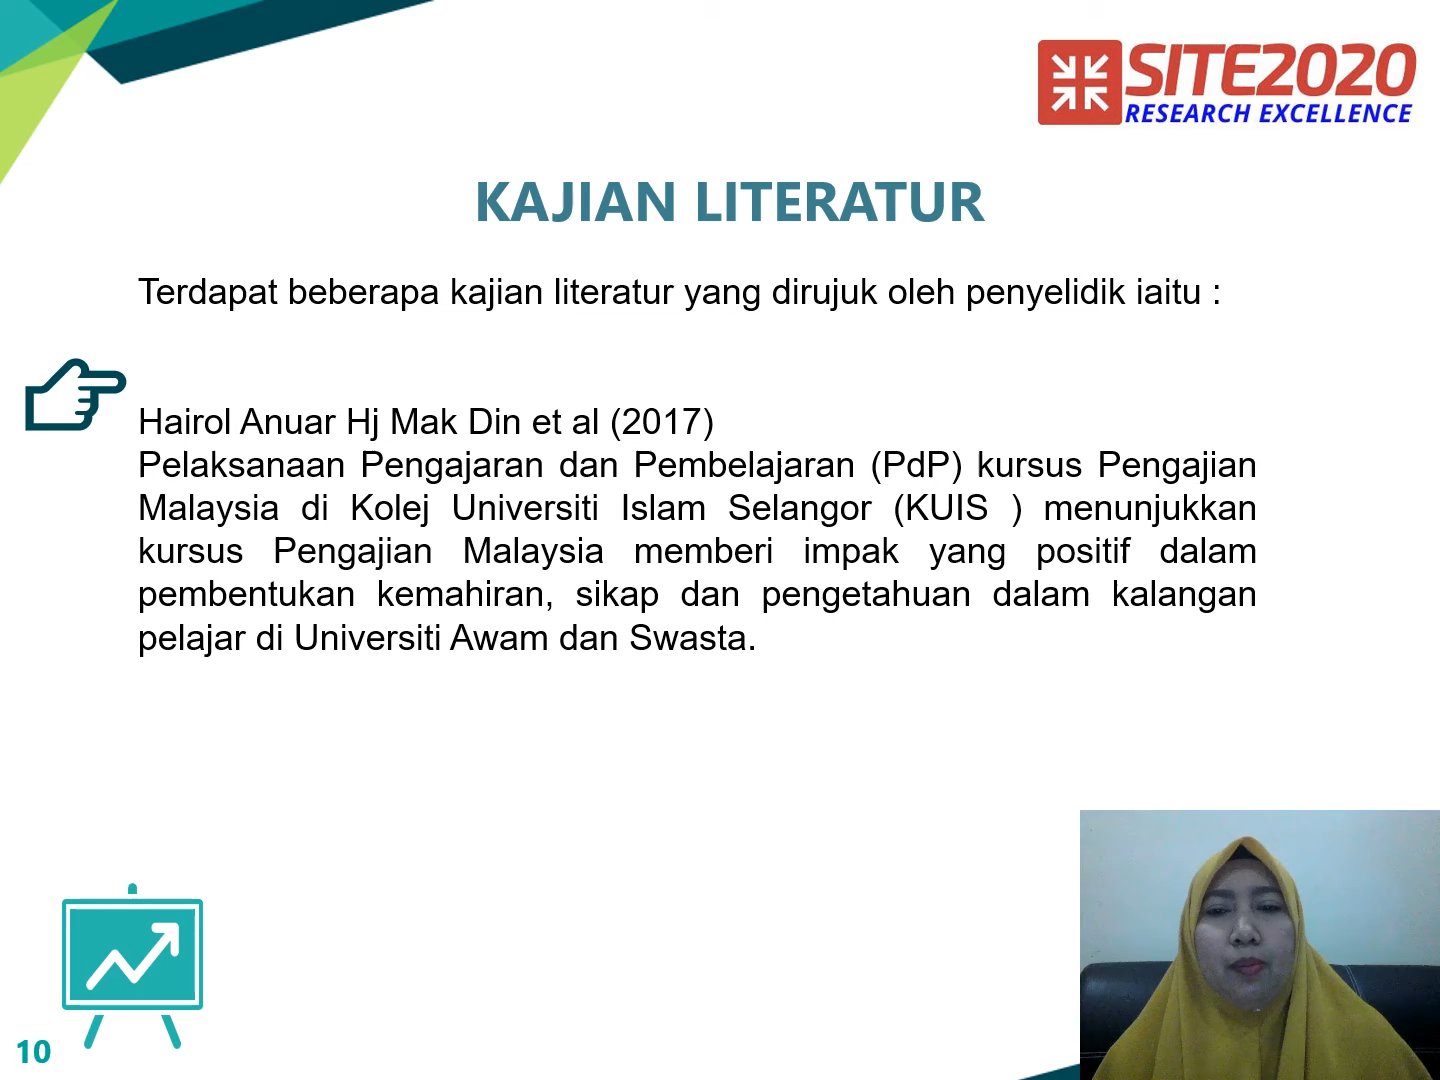 SITE2020
RESEARCH EXCELLENCE
KAJIAN LITERATUR
Terdapat beberapa kajian literatur yang dirujuk oleh penyelidik iaitu :
Hairol Anuar Hj Mak Din et al (2017)
Pelaksanaan Pengajaran dan Pembelajaran (PdP) kursus Pengajian
Malaysia di Kolej Universiti Islam Selangor (KUIS ) menunjukkan
kursus Pengajian Malaysia memberi impak yang positif dalam
pembentukan kemahiran, sikap dan pengetahuan dalam kalangan
pelajar di Universiti Awam dan Swasta.
10